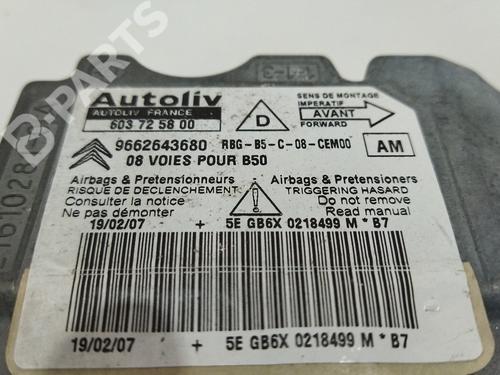 B-PARTS
Autoliv
AUTOLIV FRANCE
603 72 58 00
D
SENS DE MONTAGE
IMPERATIF
AVANT
FORWARD
9662643680 RBG-B5-C-08-CEM00
08 VOIES POUR B50
AM
Airbags & Pretensionneurs
RISQUE DE DECLENCHEMENT
Consulter la notice
Ne pas démonter
Airbags & Pretensioners
TRIGGERING HASARD
Do not remove
Read manual
19/02/07 + 5E GB6X 0218499 M * B7
19/02/07 + 5E GB6X 0218499 M * B7